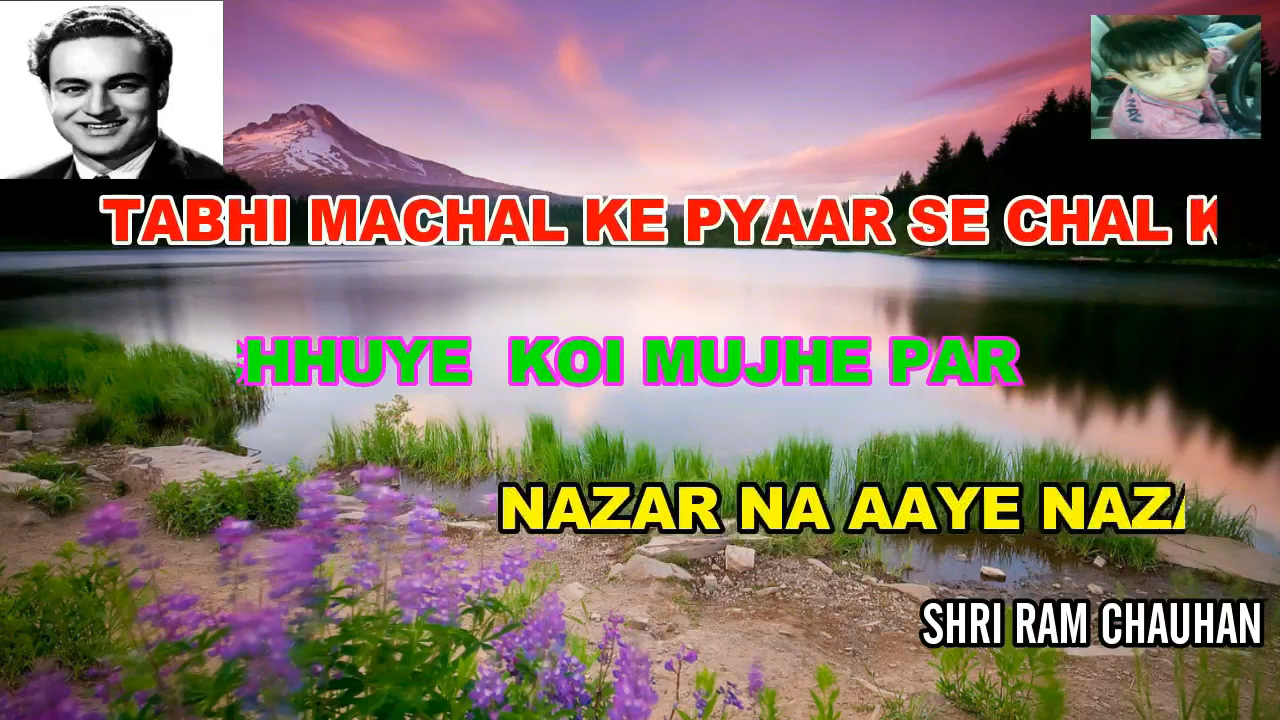 TABHI MACHAL KE PYAAR SE CHAL
HHUYE KOI MUJHE PAR
NAZAR NA AAYE
SHRI RAM CHAUHAN